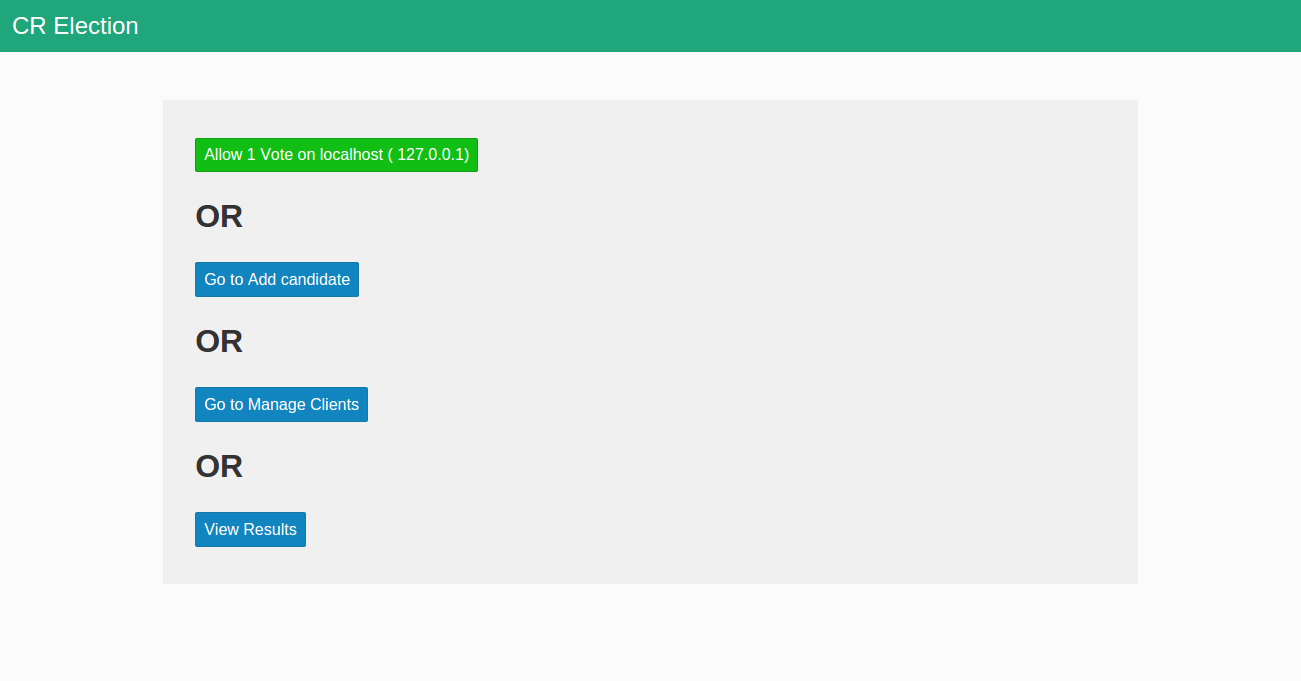 CR Election
Allow 1 Vote on localhost ( 127.0.0.1)
OR
Go to Add candidate
OR
Go to Manage Clients
OR
View Results